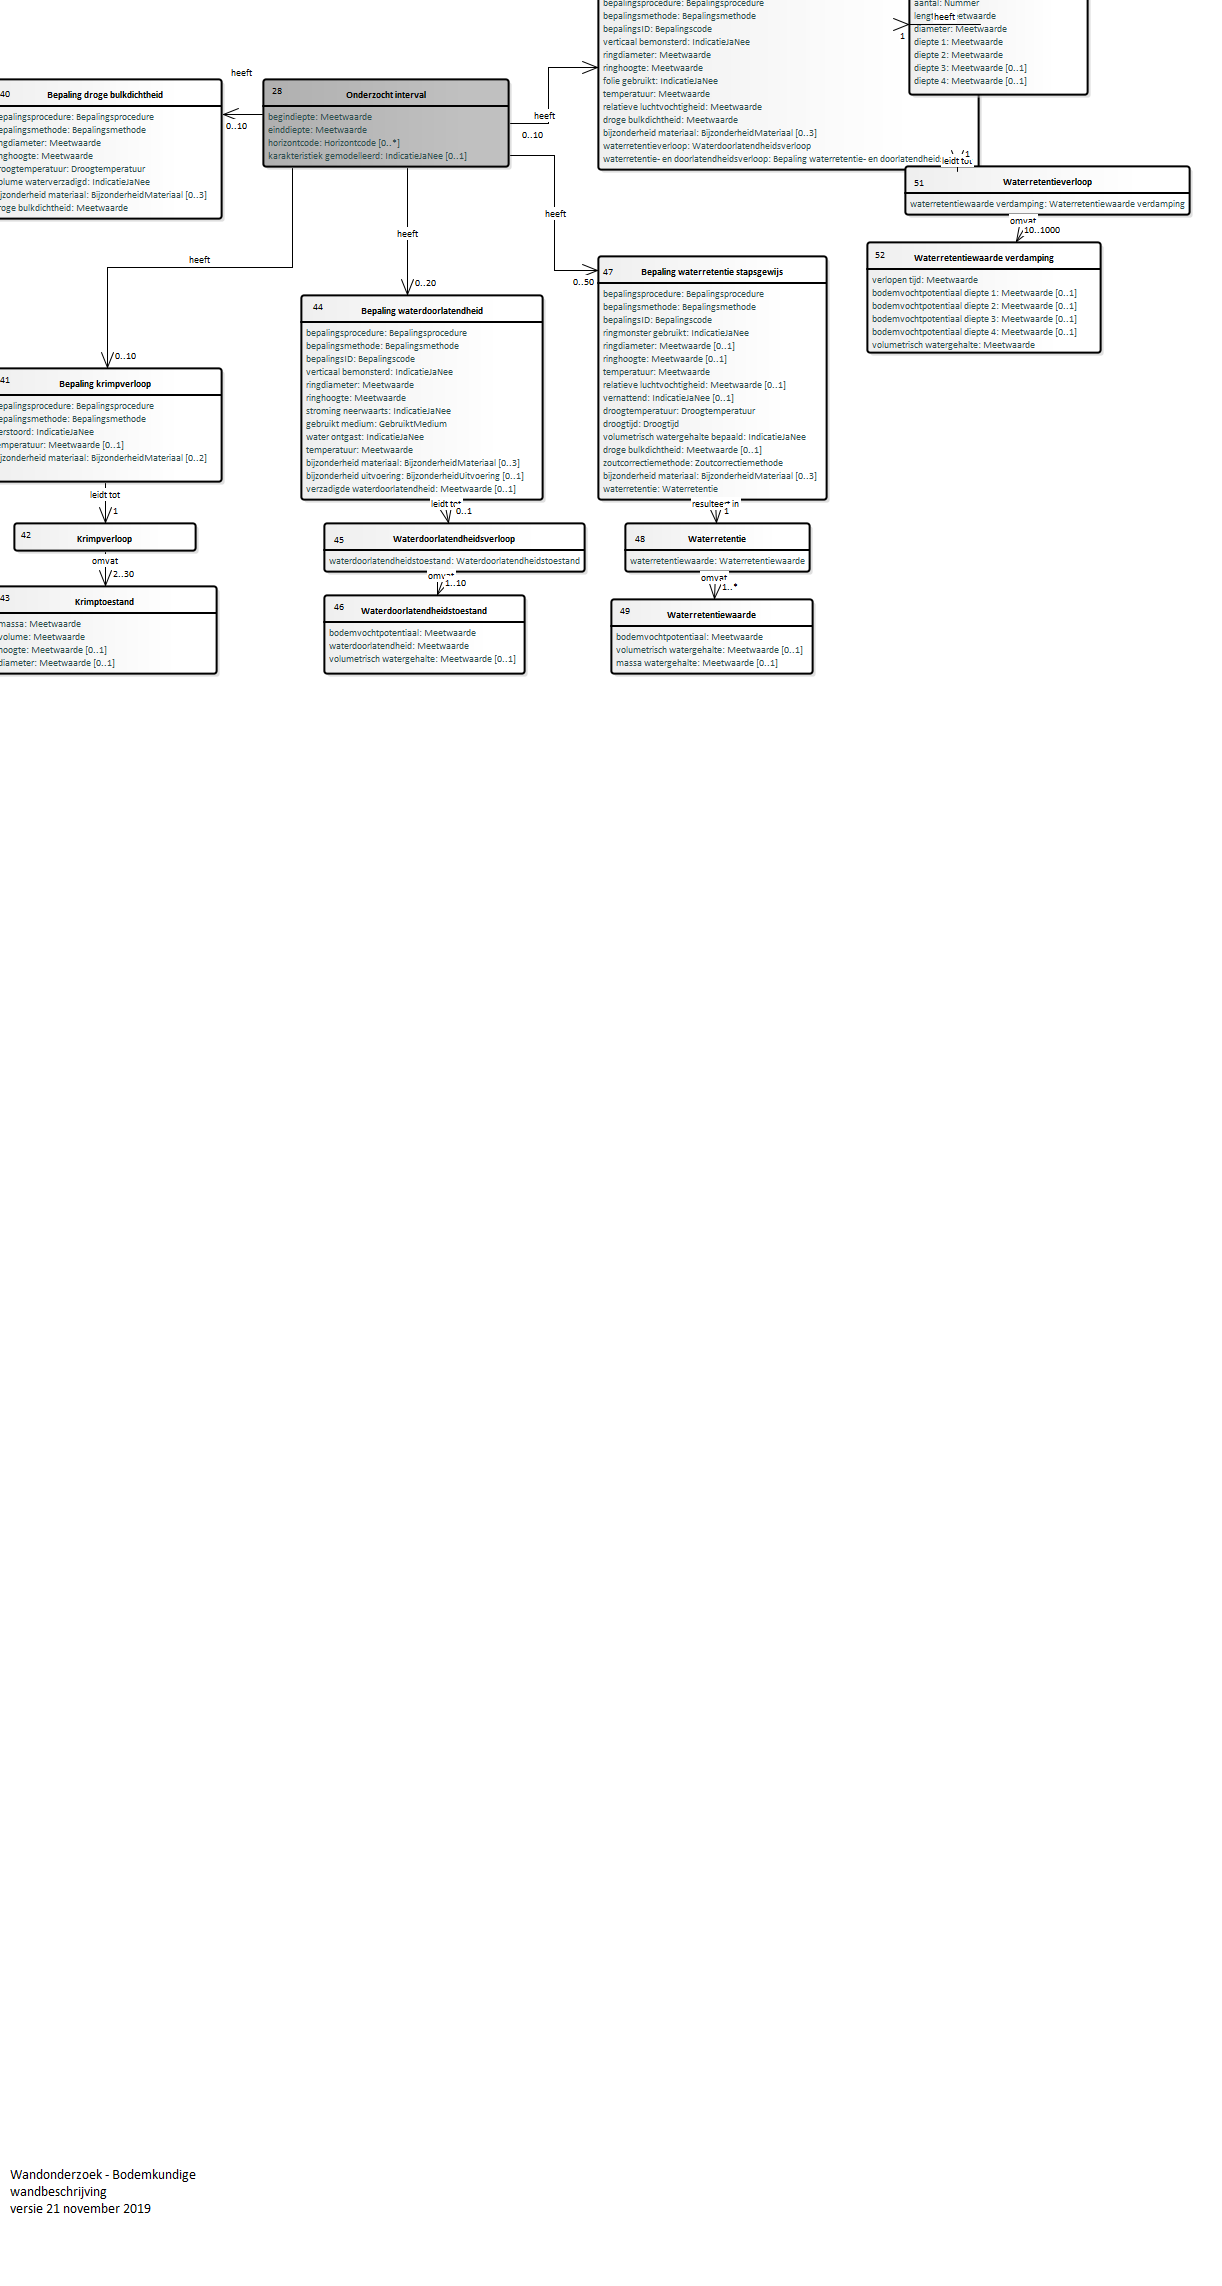 bepalingsprocedure: Bepalingsprocedure
bepalingsmethode: Bepalingsmethode
bepalingsID: Bepalingscode
verticaal bemonsterd: IndicatieJaNee
ringdiameter: Meetwaarde
ringhoogte: Meetwaarde
folie gebruikt: IndicatieJaNee
temperatuur: Meetwaarde
relatieve luchtvochtigheid: Meetwaarde
droge bulkdichtheid: Meetwaarde
bijzonderheid materiaal: BijzonderheidMateriaal [0..3]
waterretentieverloop: Waterdoorlatendheidsverloop
waterretentie- en doorlatendheidsverloop: Bepaling waterretentie- en doorlatendheid
aantal: Nummer
heeft
1
diameter: Meetwaarde
diepte 1: Meetwaarde
diepte 2: Meetwaarde
diepte 3: Meetwaarde [0..1]
diepte 4: Meetwaarde [0..1]
heeft
0..10
40
Bepaling droge bulkdichtheid
epalingsprocedure: Bepalingsprocedure
epalingsmethode: Bepalingsmethode
ngdiameter: Meetwaarde
nghoogte: Meetwaarde
roogtemperatuur: Droogtemperatuur
olume waterverzadigd: IndicatieJaNee
ijzonderheid materiaal: BijzonderheidMateriaal [0..3]
roge bulkdichtheid: Meetwaarde
28
Onderzocht interval
begindiepte: Meetwaarde
einddiepte: Meetwaarde
horizontcode: Horizontcode [0..*]
karakteristiek gemodelleerd: IndicatieJaNee [0..1]
heeft
0..10
heeft
0..50
heeft
0..20
heeft
0..10
leidt tot
1
51
Waterretentieverloop
waterretentiewaarde verdamping: Waterretentiewaarde verdamping
omvat
10..1000
52
Waterretentiewaarde verdamping
verlopen tijd: Meetwaarde
bodemvochtpotentiaal diepte 1: Meetwaarde [0..1]
bodemvochtpotentiaal diepte 2: Meetwaarde [0..1]
bodemvochtpotentiaal diepte 3: Meetwaarde [0..1]
bodemvochtpotentiaal diepte 4: Meetwaarde [0..1]
volumetrisch watergehalte: Meetwaarde
41
Bepaling krimpverloop
epalingsprocedure: Bepalingsprocedure
epalingsmethode: Bepalingsmethode
erstoord: IndicatieJaNee
emperatuur: Meetwaarde [0..1]
ijzonderheid materiaal: BijzonderheidMateriaal [0..2]
leidt tot
1
42
Krimpverloop
omvat
2..30
43
Krimptoestand
massa: Meetwaarde
volume: Meetwaarde
hoogte: Meetwaarde [0..1]
diameter: Meetwaarde [0..1]
44
Bepaling waterdoorlatendheid
bepalingsprocedure: Bepalingsprocedure
bepalingsmethode: Bepalingsmethode
bepalingsID: Bepalingscode
verticaal bemonsterd: IndicatieJaNee
ringdiameter: Meetwaarde
ringhoogte: Meetwaarde
stroming neerwaarts: IndicatieJaNee
gebruikt medium: GebruiktMedium
water ontgast: IndicatieJaNee
temperatuur: Meetwaarde
bijzonderheid materiaal: BijzonderheidMateriaal [0..3]
bijzonderheid uitvoering: BijzonderheidUitvoering [0..1]
verzadigde waterdoorlatendheid: Meetwaarde [0..1]
leidt tot
0..1
45
Waterdoorlatendheidsverloop
waterdoorlatendheidstoestand: Waterdoorlatendheidstoestand
omvat
1..10
46
Waterdoorlatendheidstoestand
bodemvochtpotentiaal: Meetwaarde
waterdoorlatendheid: Meetwaarde
volumetrisch watergehalte: Meetwaarde [0..1]
47
Bepaling waterretentie stapsgewijs
bepalingsprocedure: Bepalingsprocedure
bepalingsmethode: Bepalingsmethode
bepalingsID: Bepalingscode
ringmonster gebruikt: IndicatieJaNee
ringdiameter: Meetwaarde [0..1]
ringhoogte: Meetwaarde [0..1]
temperatuur: Meetwaarde
relatieve luchtvochtigheid: Meetwaarde [0..1]
vernattend: IndicatieJaNee [0..1]
droogtemperatuur: Droogtemperatuur
droogtijd: Droogtijd
volumetrisch watergehalte bepaald: IndicatieJaNee
droge bulkdichtheid: Meetwaarde [0..1]
zoutcorrectiemethode: Zoutcorrectiemethode
bijzonderheid materiaal: BijzonderheidMateriaal [0..3]
waterretentie: Waterretentie
resulteert in
1
48
Waterretentie
waterretentiewaarde: Waterretentiewaarde
omvat
1..*
49
Waterretentiewaarde
bodemvochtpotentiaal: Meetwaarde
volumetrisch watergehalte: Meetwaarde [0..1]
massa watergehalte: Meetwaarde [0..1]
Wandonderzoek - Bodemkundige
wandbeschrijving
versie 21 november 2019